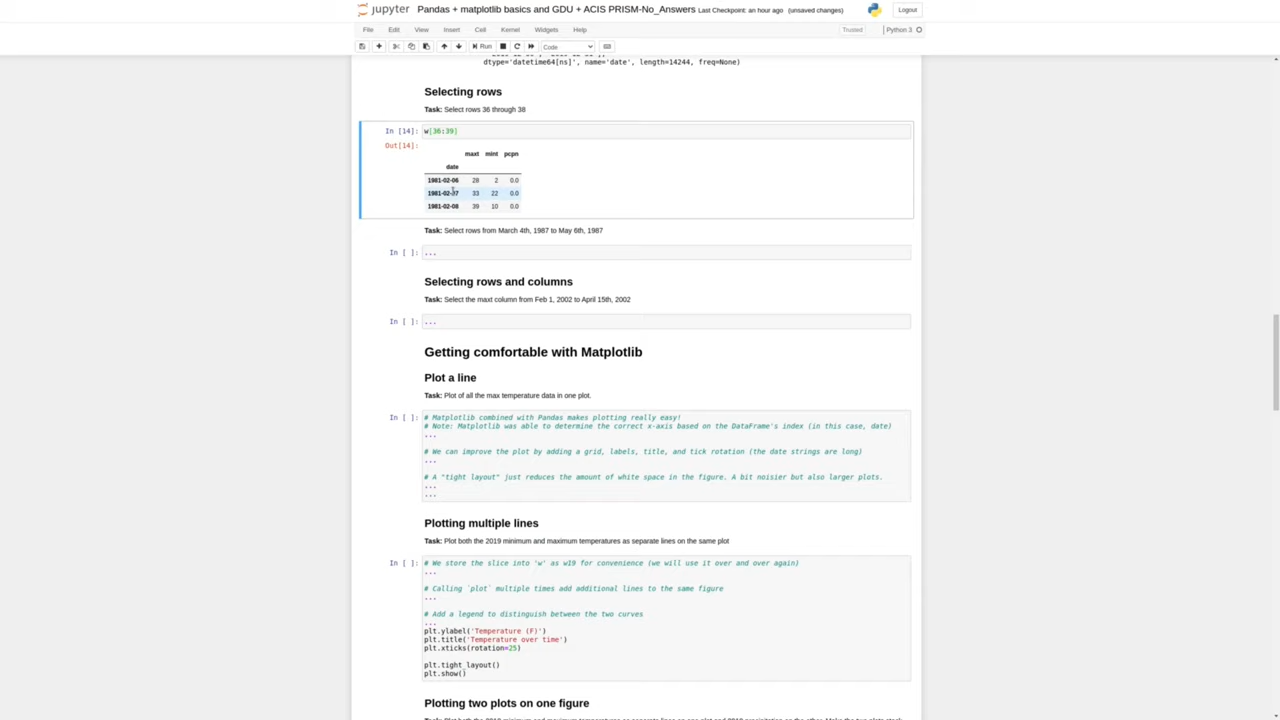 jupyter Pandas + matplotlib basics and GDU + ACIS PRISM-No_Answers Last Checkpoint: an hour ago (unsaved changes) Logout
File Edit View Insert Cell Kernel Widgets Help Trusted Python 3
Run Code
dtype='datetime64[ns]', name='date', length=14244, freq=None)
Selecting rows
Task: Select rows 36 through 38
In [14]: w[36:39]
Out[14]:
maxt mint pcpn
date
1981-02-06 28 2 0.0
1981-02-07 33 22 0.0
1981-02-08 39 10 0.0
Task: Select rows from March 4th, 1987 to May 6th, 1987
In [ ]: ...
Selecting rows and columns
Task: Select the maxt column from Feb 1, 2002 to April 15th, 2002
In [ ]: ...
Getting comfortable with Matplotlib
Plot a line
Task: Plot of all the max temperature data in one plot.
In [ ]: # Matplotlib combined with Pandas makes plotting really easy!
# Note: Matplotlib was able to determine the correct x-axis based on the DataFrame's index (in this case, date)
...
# We can improve the plot by adding a grid, labels, title, and tick rotation (the date strings are long)
...
# A "tight layout" just reduces the amount of white space in the figure. A bit noisier but also larger plots.
...
...
Plotting multiple lines
Task: Plot both the 2019 minimum and maximum temperatures as separate lines on the same plot
In [ ]: # We store the slice into 'w' as w19 for convenience (we will use it over and over again)
...
# Calling `plot` multiple times add additional lines to the same figure
...
# Add a legend to distinguish between the two curves
...
plt.ylabel('Temperature (F)')
plt.title('Temperature over time')
plt.xticks(rotation=25)
plt.tight_layout()
plt.show()
Plotting two plots on one figure